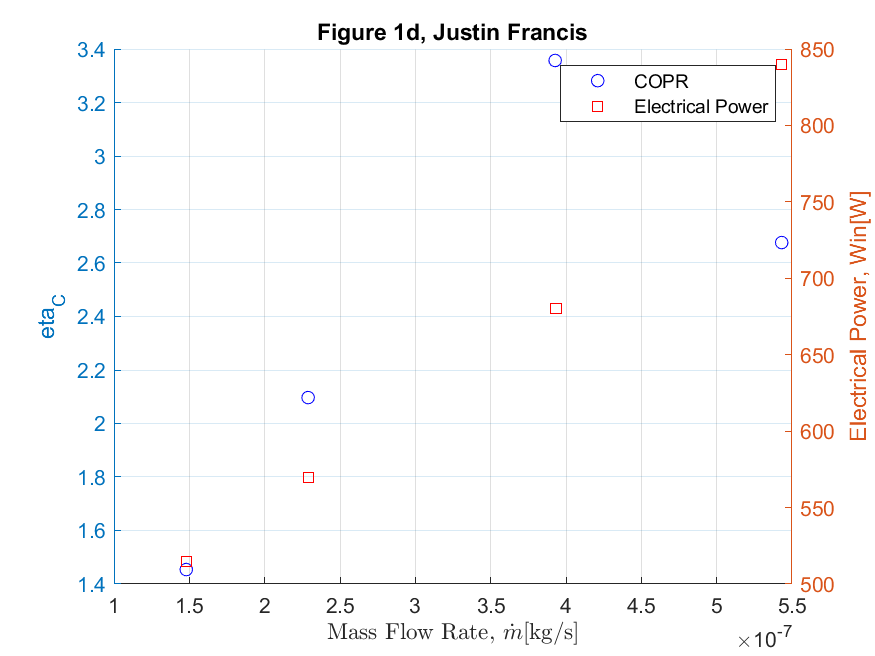 Figure 1d, Justin Francis
3.4
3.2
3
2.8
2.6
2.4
2.2
2
1.8
1.6
1.4
eta_C
850
800
750
700
650
600
550
500
Electrical Power, Win[W]
COPR
Electrical Power
1 1.5 2 2.5 3 3.5 4 4.5 5 5.5
Mass Flow Rate, ṁ[kg/s]
×10^-7